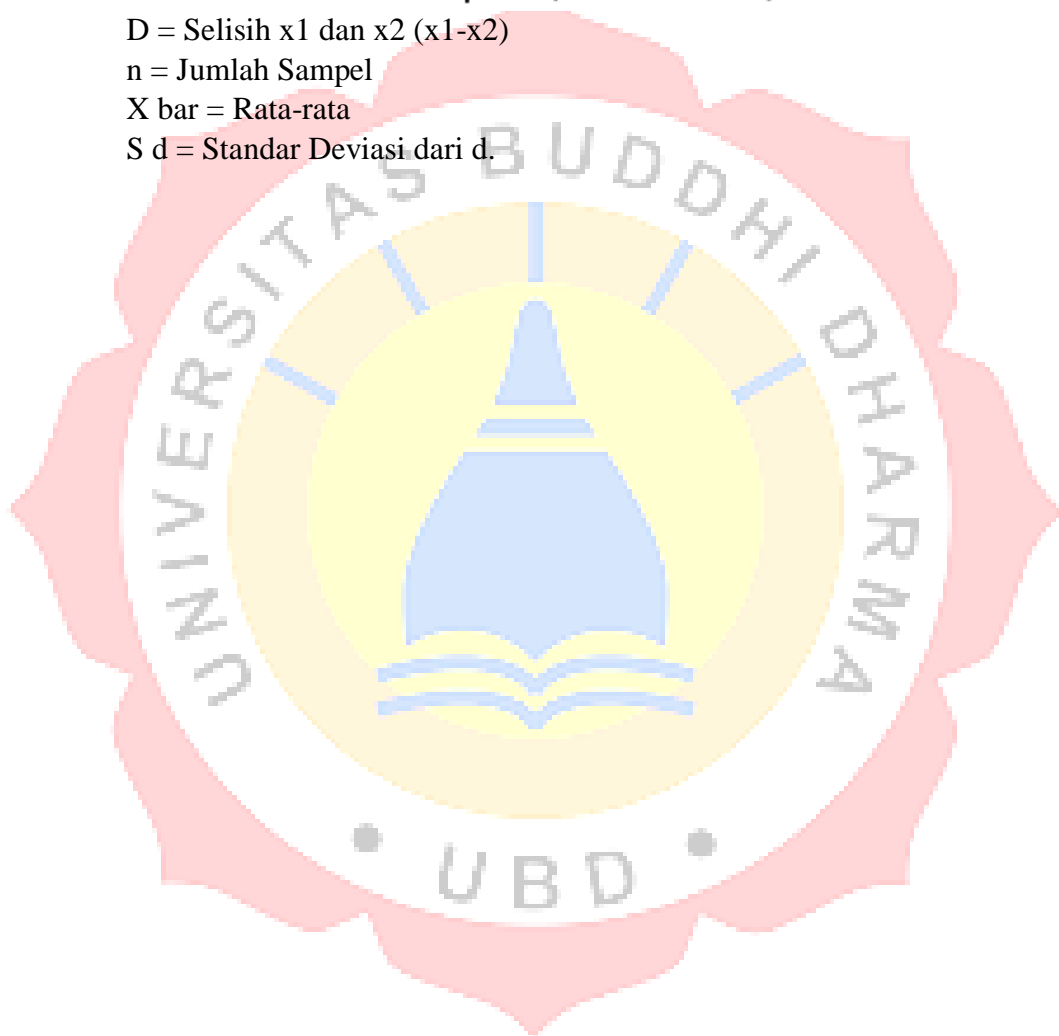 D = Selisih x1 dan x2 (x1-x2)
n = Jumlah Sampel
X bar = Rata-rata
S d = Standar Deviasi dari d.
UNIVERSITAS BUDDHI DHARMA
• UBD •